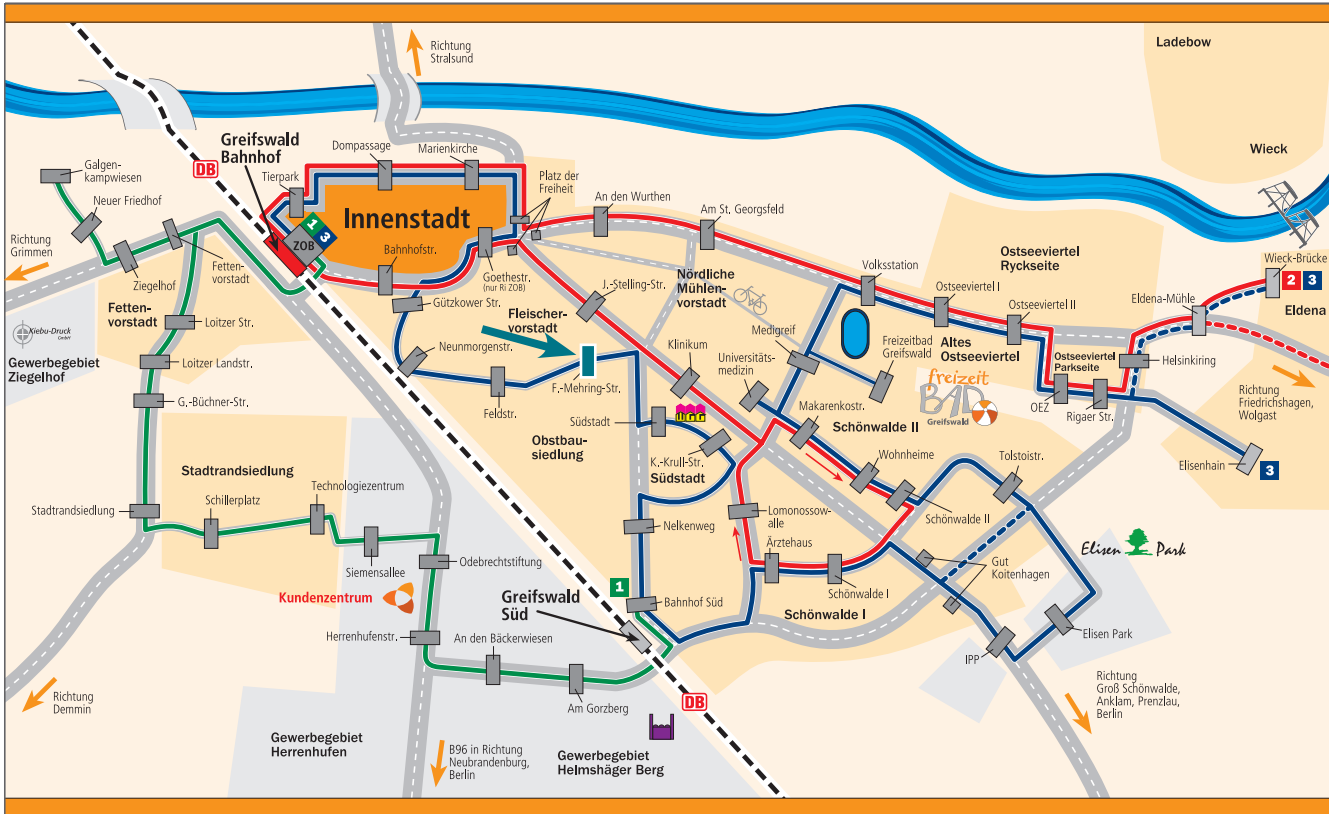 Richtung
Stralsund
Ladebow
Wieck
Greifswald
Bahnhof
DB
Dompassage
Marienkirche
Tierpark
Platz der
Freiheit
An den Wurthen
Am St. Georgsfeld
Galgen-
kampwiesen
Neuer Friedhof
Richtung
Grimmen
Ziegelhof
Fetten-
vorstadt
1
3
ZOB
Innenstadt
Bahnhofstr.
Goethestr.
(nur Ri ZOB)
Gützkower Str.
Nördliche
Mühlen-
vorstadt
J.-Stelling-Str.
Volksstation
Ostseeviertel
Ryckseite
Ostseeviertel I
Ostseeviertel II
Wieck-Brücke
2
3
Eldena
Eldena-Mühle
Fetten-
vorstadt
Loitzer Str.
Kiebu-Druck
GmbH
Gewerbegebiet
Ziegelhof
Loitzer Landstr.
G.-Büchner-Str.
Fleischer-
vorstadt
Neunmorgenstr.
F.-Mehring-Str.
Feldstr.
Klinikum
Medigreif
Universitäts-
medizin
Freizeitbad
Greifswald
Altes
Ostseeviertel
Ostseeviertel
Parkseite
Helsinkiring
freizeit
BAD
Greifswald
OEZ
Rigaer Str.
Richtung
Friedrichshagen,
Wolgast
WGG
Südstadt
Obstbau-
siedlung
K.-Krull-Str.
Südstadt
Makarenkostr.
Schönwalde II
Wohnheime
Tolstoistr.
Elisenhain
3
Stadtrandsiedlung
Schillerplatz
Technologiezentrum
Stadtrandsiedlung
Siemensallee
Odebrechtstiftung
Nelkenweg
Lomonossow-
alle
Schönwalde II
Ärztehaus
Schönwalde I
Gut
Koitenhagen
Elisen Park
Kundenzentrum
1
Greifswald
Süd
Bahnhof Süd
Schönwalde I
Herrenhufenstr.
An den Bäckerwiesen
Am Gorzberg
IPP
Elisen Park
Richtung
Demmin
DB
Richtung
Groß Schönwalde,
Anklam, Prenzlau,
Berlin
Gewerbegebiet
Herrenhufen
B96 in Richtung
Neubrandenburg,
Berlin
Gewerbegebiet
Helmshäger Berg